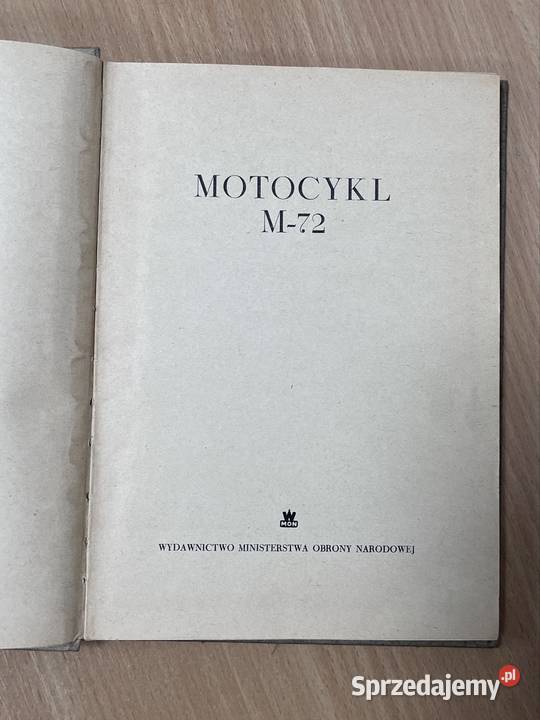 MOTOCYKL
M-72
W
MON
WYDAWNICTWO MINISTERSTWA OBRONY NARODOWEJ
Sprzedajemy.pl